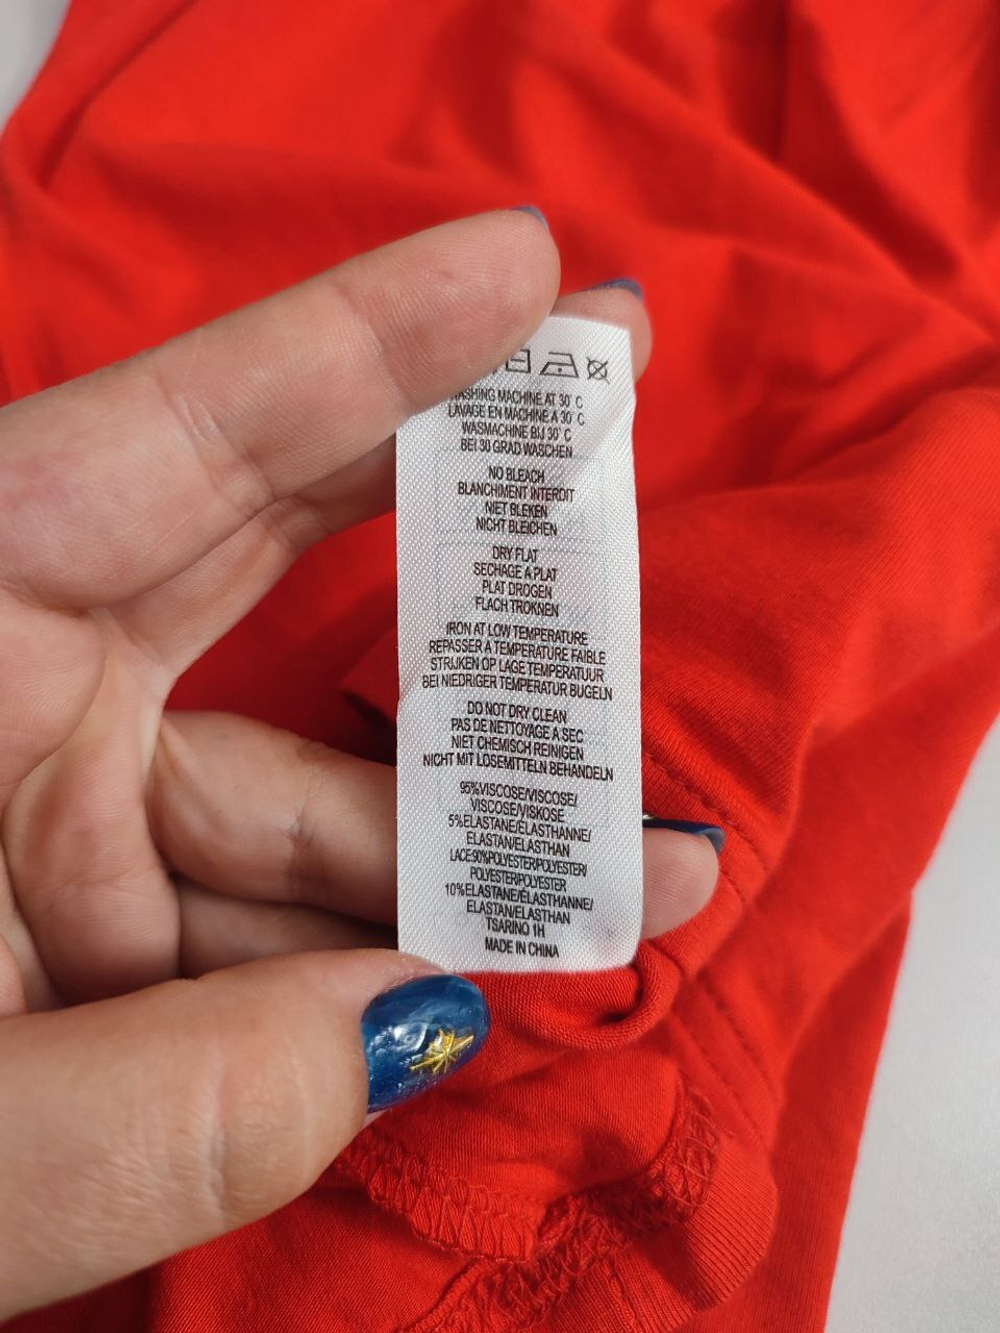 WASHING MACHINE AT 30° C
LAVAGE EN MACHINE A 30° C
WASMACHINE BIJ 30° C
BEI 30 GRAD WASCHEN
NO BLEACH
BLANCHIMENT INTERDIT
NIET BLEKEN
NICHT BLEICHEN
DRY FLAT
SECHAGE A PLAT
PLAT DROGEN
FLACH TROKNEN
IRON AT LOW TEMPERATURE
REPASSER A TEMPERATURE FAIBLE
STRIJKEN OP LAGE TEMPERATUUR
BEI NIEDRIGER TEMPERATUR BUGELN
DO NOT DRY CLEAN
PAS DE NETTOYAGE A SEC
NIET CHEMISCH REINIGEN
NICHT MIT LOSEMITTELN BEHANDELN
95%VISCOSE/VISCOSE/
VISCOSE/VISKOSE
5%ELASTANE/ÉLASTHANNE/
ELASTAN/ELASTHAN
LACE:90%POLYESTER/POLYESTER/
POLYESTER/POLYESTER
10%ELASTANE/ÉLASTHANNE/
ELASTAN/ELASTHAN
TSARINO 1H
MADE IN CHINA